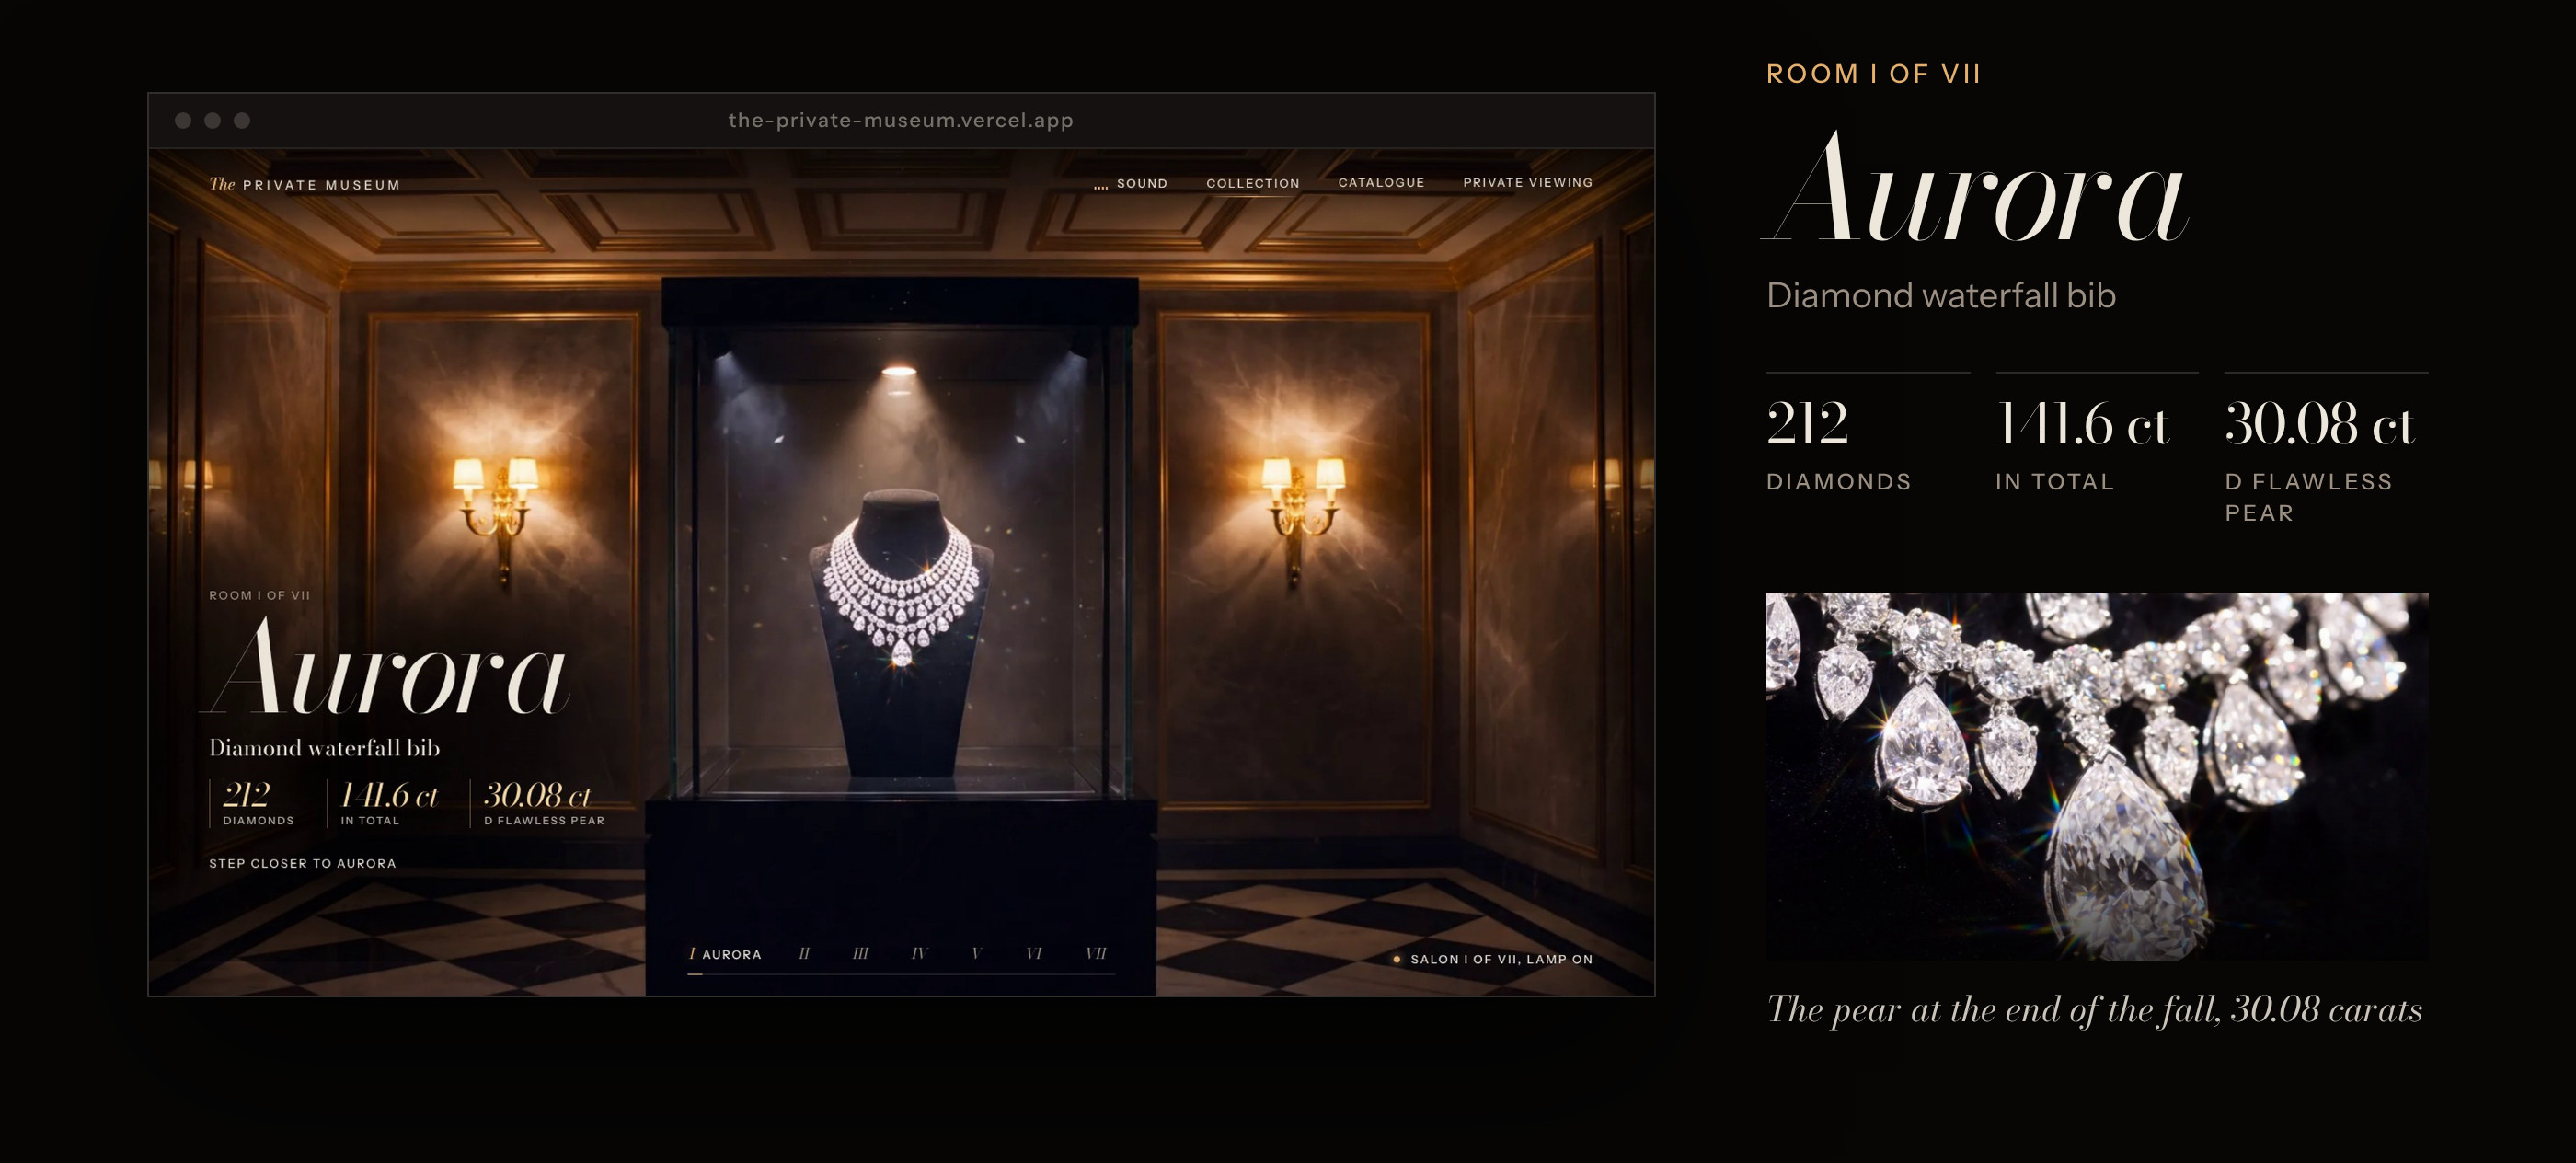 the-private-museum.vercel.app
The PRIVATE MUSEUM
SOUND
COLLECTION
CATALOGUE
PRIVATE VIEWING
ROOM I OF VII
Aurora
Diamond waterfall bib
212
DIAMONDS
141.6 ct
IN TOTAL
30.08 ct
D FLAWLESS PEAR
STEP CLOSER TO AURORA
I AURORA
II
III
IV
V
VI
VII
SALON I OF VII, LAMP ON
ROOM I OF VII
Aurora
Diamond waterfall bib
212
DIAMONDS
141.6 ct
IN TOTAL
30.08 ct
D FLAWLESS
PEAR
The pear at the end of the fall, 30.08 carats